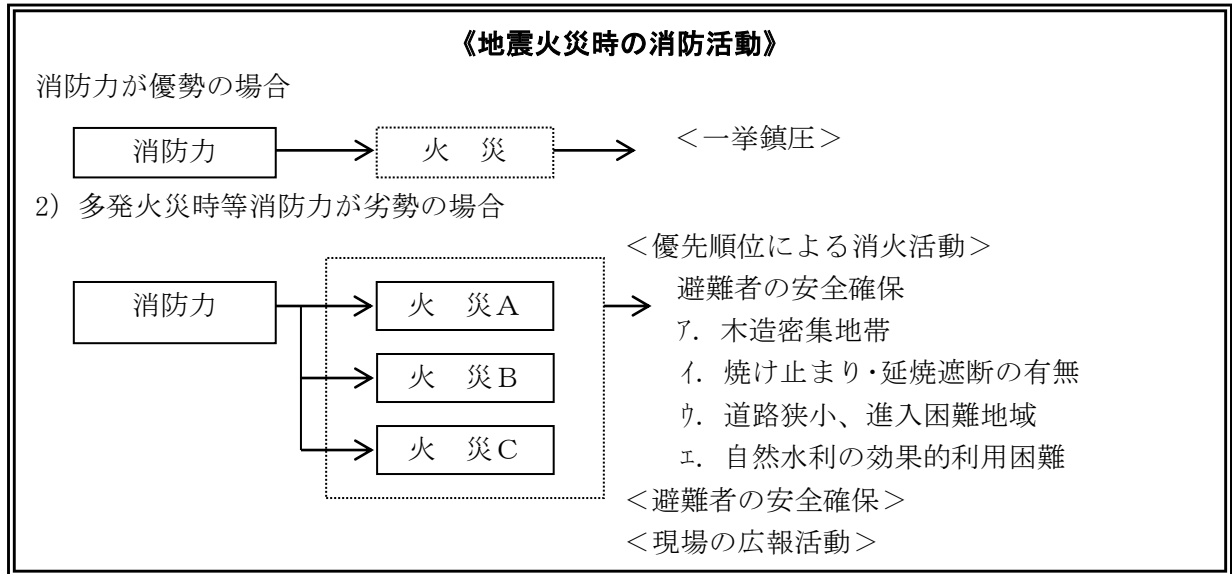 《地震火災時の消防活動》
消防力が優勢の場合
消防力
火 災
＜一挙鎮圧＞
2) 多発火災時等消防力が劣勢の場合
消防力
火 災A
火 災B
火 災C
＜優先順位による消火活動＞
避難者の安全確保
ｱ. 木造密集地帯
ｲ. 焼け止まり･延焼遮断の有無
ｳ. 道路狭小、進入困難地域
ｴ. 自然水利の効果的利用困難
＜避難者の安全確保＞
＜現場の広報活動＞